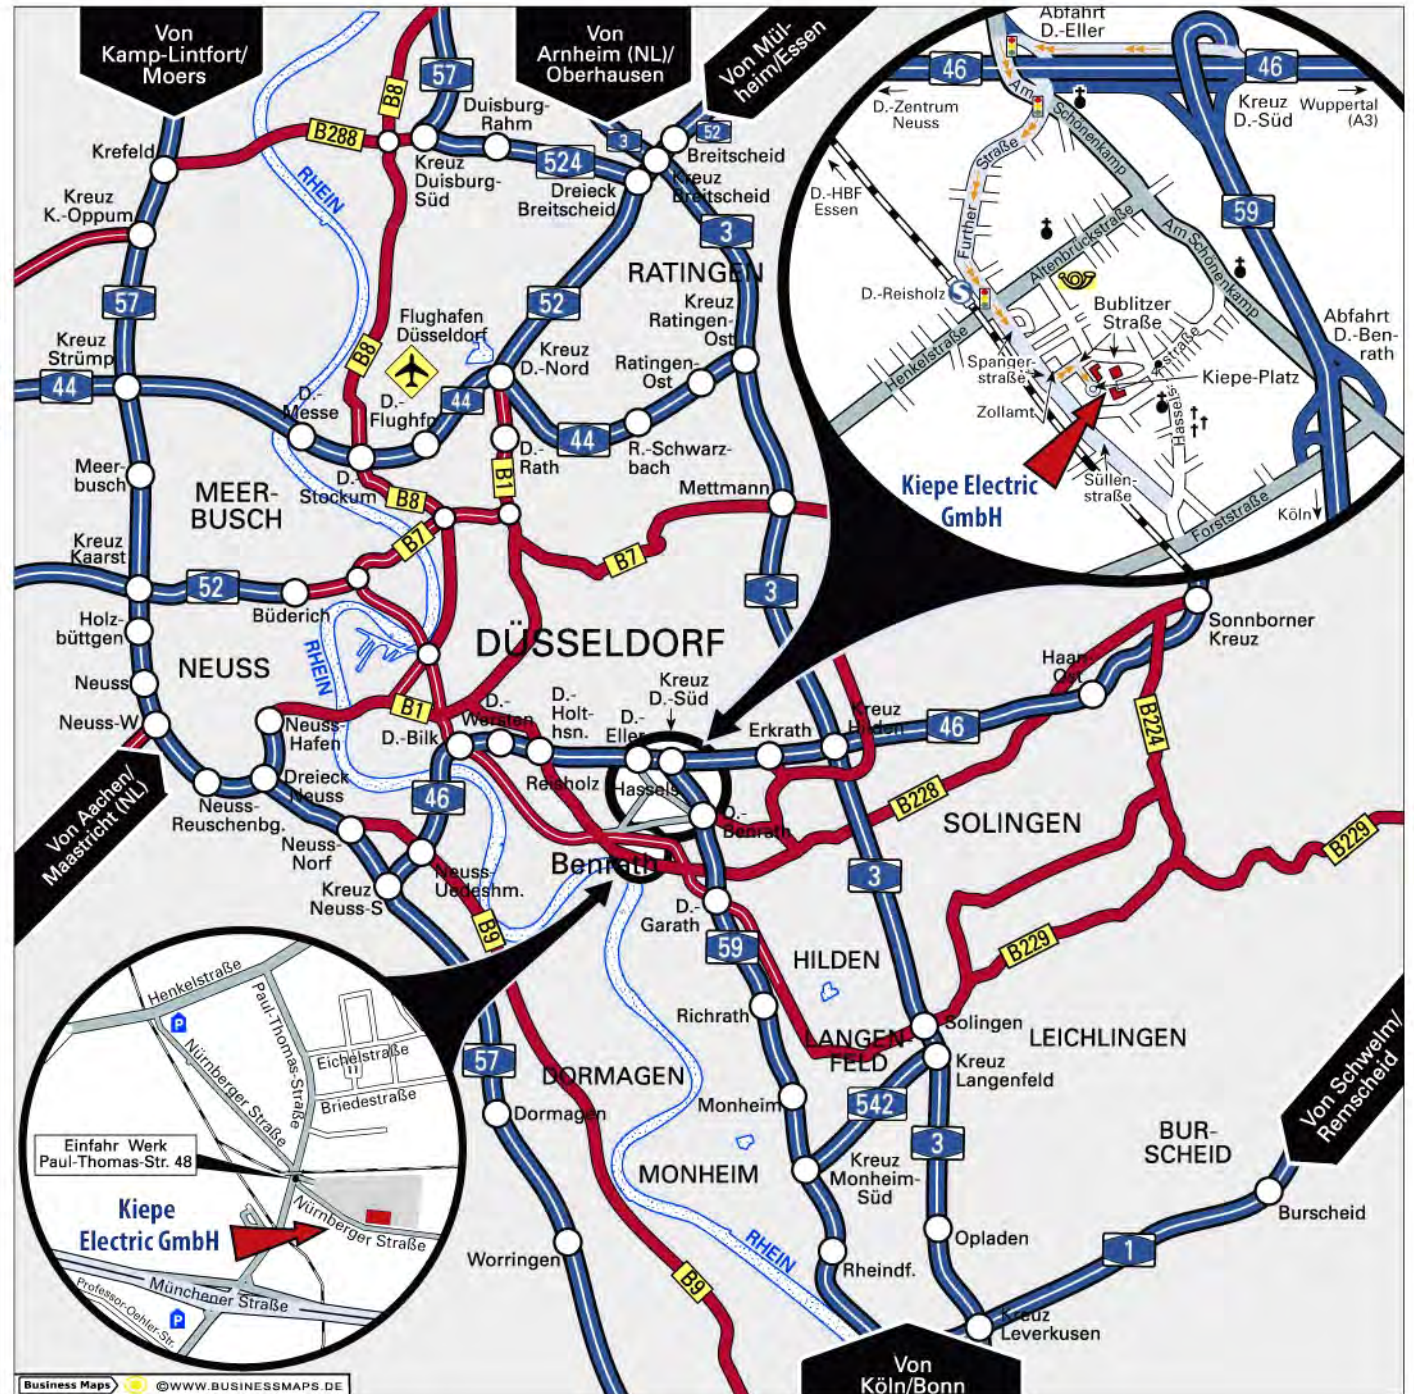 Von
Kamp-Lintfort/
Moers
Von
Arnheim (NL)/
Oberhausen
Von Mül-
heim/Essen
57
B8
B288
Krefeld
Duisburg-
Rahm
524
Kreuz
Duisburg-
Süd
3
52
Breitscheid
Kreuz
Breitscheid
Dreieck
Breitscheid
RHEIN
Kreuz
K.-Oppum
57
3
RATINGEN
52
Kreuz
Ratingen-
Ost
Flughafen
Düsseldorf
B8
Kreuz
Strümp
44
Kreuz
D.-Nord
Ratingen-
Ost
D.-
Messe
D.-
Flughfn
44
44
D.-
Rath
R.-Schwarz-
bach
B1
Meer-
busch
MEER-
BUSCH
D.-
Stockum
B8
Mettmann
B7
B7
Kreuz
Kaarst
52
Büderich
3
Holz-
büttgen
NEUSS
RHEIN
DÜSSELDORF
Neuss
Neuss-W
Sonnborner
Kreuz
Haan-
Ost
B224
Kreuz
D.-Süd
B1
D.-
Wersten
D.-
Holt-
hsn.
D.-
Eller
Erkrath
Kreuz
Hilden
46
Neuss-
Hafen
D.-Bilk
Reisholz
Hassels
Dreieck
Neuss
46
D.-
Benrath
B228
SOLINGEN
B229
Von Aachen/
Maastricht (NL)
Neuss-
Reuschenbg.
Neuss-
Norf
Benrath
3
Kreuz
Neuss-S
Neuss-
Uedeshm.
B9
D.-
Garath
59
B229
HILDEN
Richrath
Solingen
LANGEN-
FELD
LEICHLINGEN
Kreuz
Langenfeld
57
DORMAGEN
Dormagen
Monheim
542
3
MONHEIM
Kreuz
Monheim-
Süd
BUR-
SCHEID
Von Schwelm/
Remscheid
Burscheid
Worringen
RHEIN
B9
Rheindf.
Opladen
1
Kreuz
Leverkusen
Von
Köln/Bonn
Abfahrt
D.-Eller
46
46
D.-Zentrum
Neuss
Kreuz
D.-Süd
Wuppertal
(A3)
Am
Schönenkamp
Straße
Further
D.-HBF
Essen
59
Altenbrückstraße
Am Schönenkamp
D.-Reisholz
S
Bublitzer
Straße
Abfahrt
D.-Ben-
rath
Henkelstraße
Spanger-
straße
straße
Hassels-
Kiepe-Platz
Zollamt
Kiepe Electric
GmbH
Süllen-
straße
Forststraße
Köln
Henkelstraße
P
Paul-Thomas-Straße
Nürnberger Straße
Eichelstraße
Briedestraße
Einfahr Werk
Paul-Thomas-Str. 48
Kiepe
Electric GmbH
Nürnberger Straße
Münchener Straße
Professor-Oehler-Str.
P
Business Maps
©WWW.BUSINESSMAPS.DE